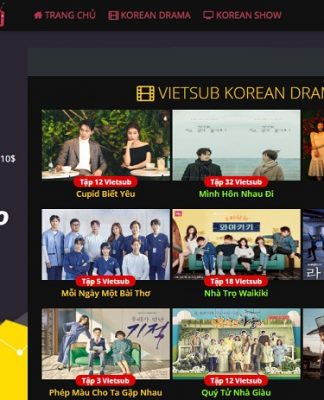 TRANG CHỦ KOREAN DRAMA KOREAN SHOW
VIETSUB KOREAN DRAM
10$
Tập 12 Vietsub
Cupid Biết Yêu
Tập 32 Vietsub
Mình Hôn Nhau Đi
Tập 5 Vietsub
Mỗi Ngày Một Bài Thơ
와이키키
Tập 18 Vietsub
Nhà Trọ Waikiki
라
기적
Tập 3 Vietsub
Phép Màu Cho Ta Gặp Nhau
Tập 12 Vietsub
Quý Tử Nhà Giàu